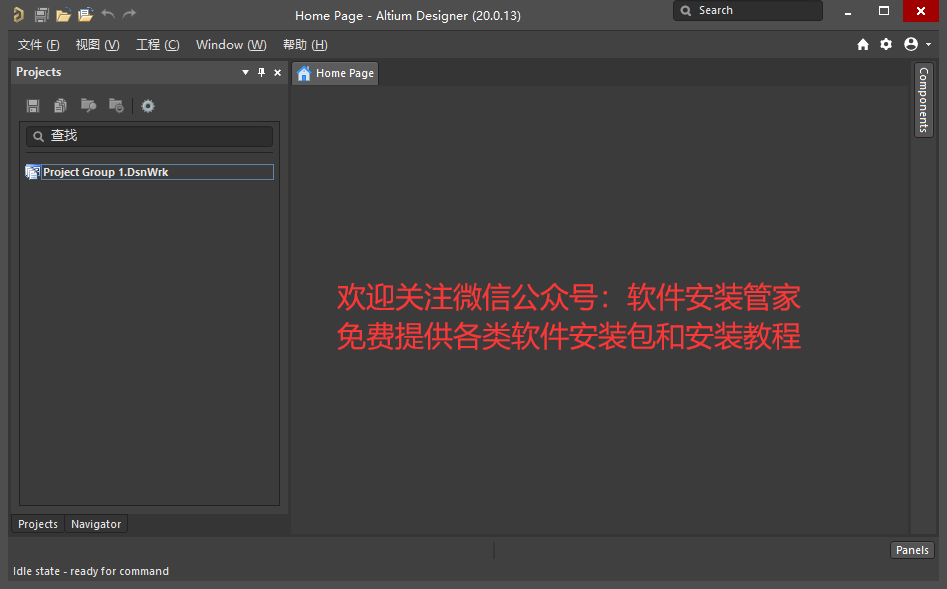 Home Page - Altium Designer (20.0.13)
Search
文件 (F) 视图 (V) 工程 (C) Window (W) 帮助 (H)
Projects
Home Page
Components
查找
Project Group 1.DsnWrk
欢迎关注微信公众号：软件安装管家
免费提供各类软件安装包和安装教程
Projects Navigator
Panels
Idle state - ready for command